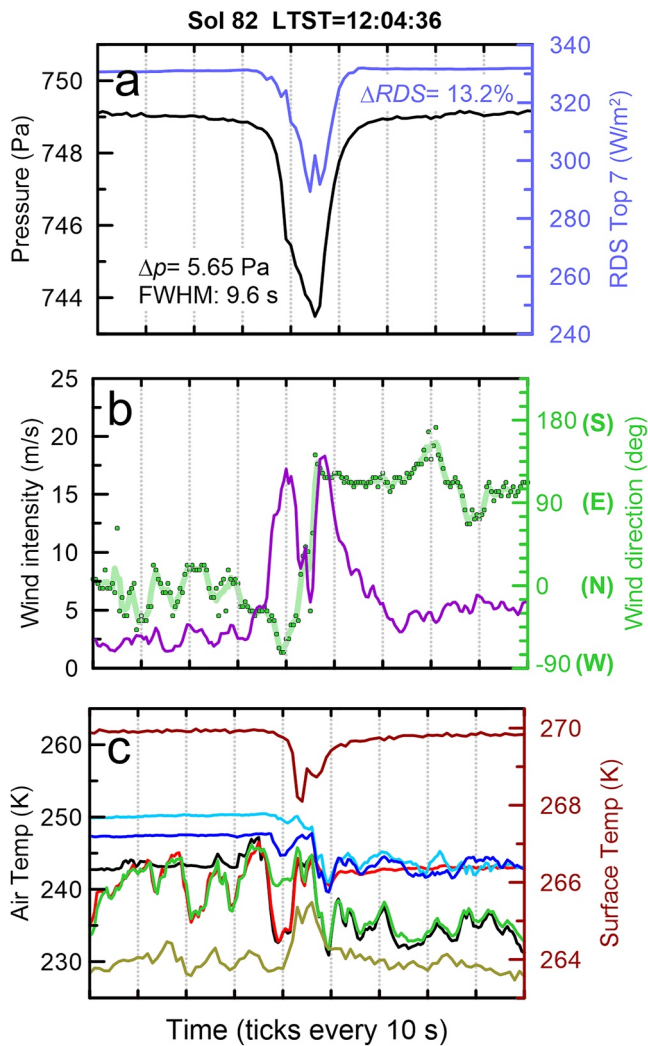 Sol 82 LTST=12:04:36
a
750
748
746
744
Pressure (Pa)
340
320
300
280
260
240
RDS Top 7 (W/m²)
ΔRDS= 13.2%
Δp= 5.65 Pa
FWHM: 9.6 s
b
25
20
15
10
5
0
Wind intensity (m/s)
180 (S)
90 (E)
0 (N)
-90 (W)
Wind direction (deg)
c
260
250
240
230
Air Temp (K)
270
268
266
264
Surface Temp (K)
Time (ticks every 10 s)